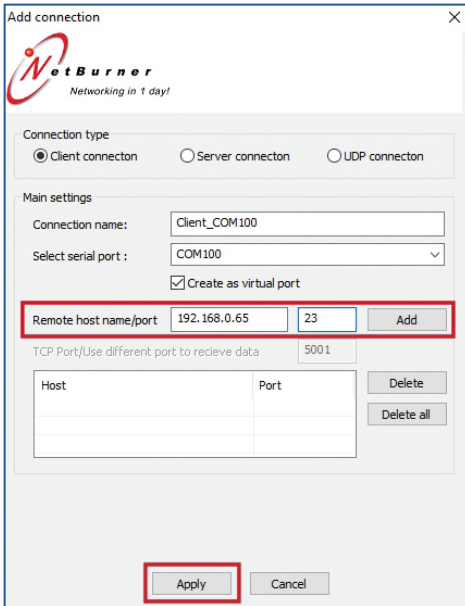 Add connection
NetBurner
Networking in 1 day!
Connection type
Client connecton Server connecton UDP connecton
Main settings
Connection name: Client_COM100
Select serial port : COM100
Create as virtual port
Remote host name/port 192.168.0.65 23 Add
TCP Port/Use different port to recieve data 5001
Host Port Delete
Delete all
Apply Cancel